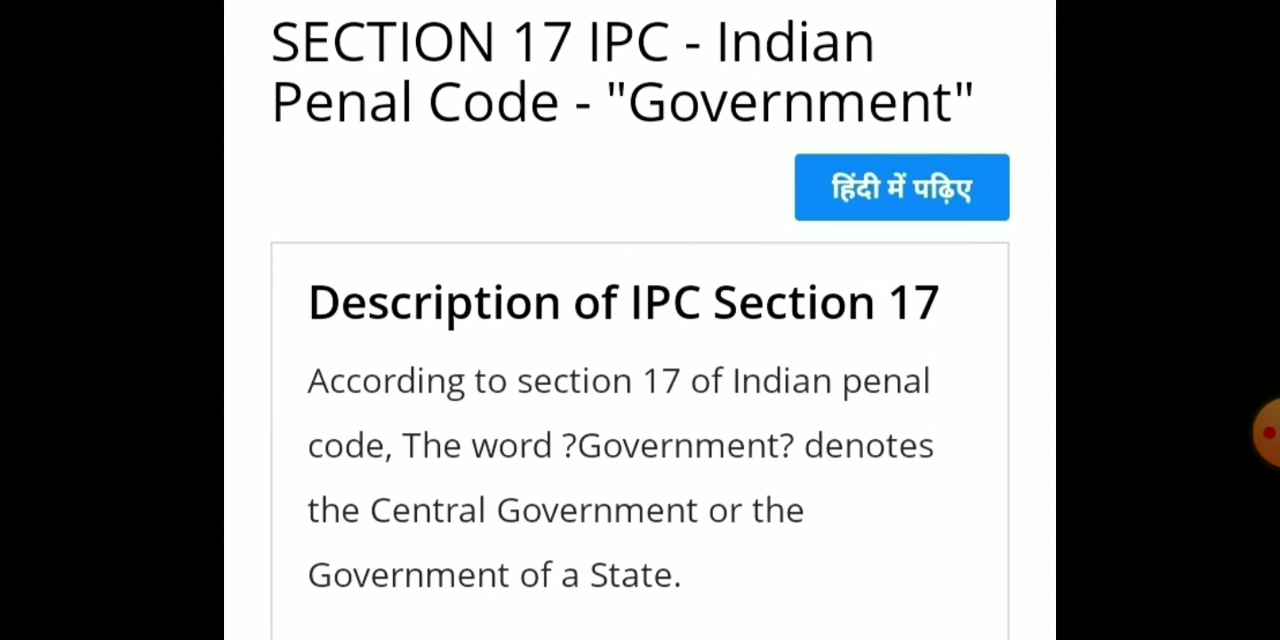 SECTION 17 IPC - Indian
Penal Code - "Government"
हिंदी में पढ़िए
Description of IPC Section 17
According to section 17 of Indian penal
code, The word ?Government? denotes
the Central Government or the
Government of a State.